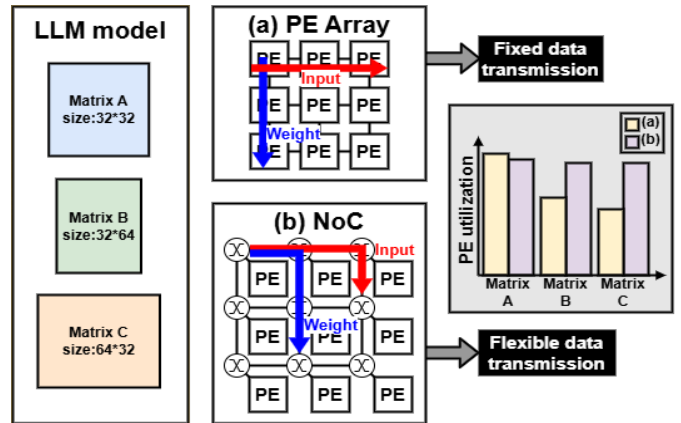 LLM model
Matrix A
size:32*32
Matrix B
size:32*64
Matrix C
size:64*32
(a) PE Array
PE PE PE
Input
PE PE PE
Weight
PE PE PE
Fixed data
transmission
(b) NoC
Input
PE PE PE
PE PE PE
Weight
PE PE PE
Flexible data
transmission
PE utilization
(a)
(b)
Matrix Matrix Matrix
A B C